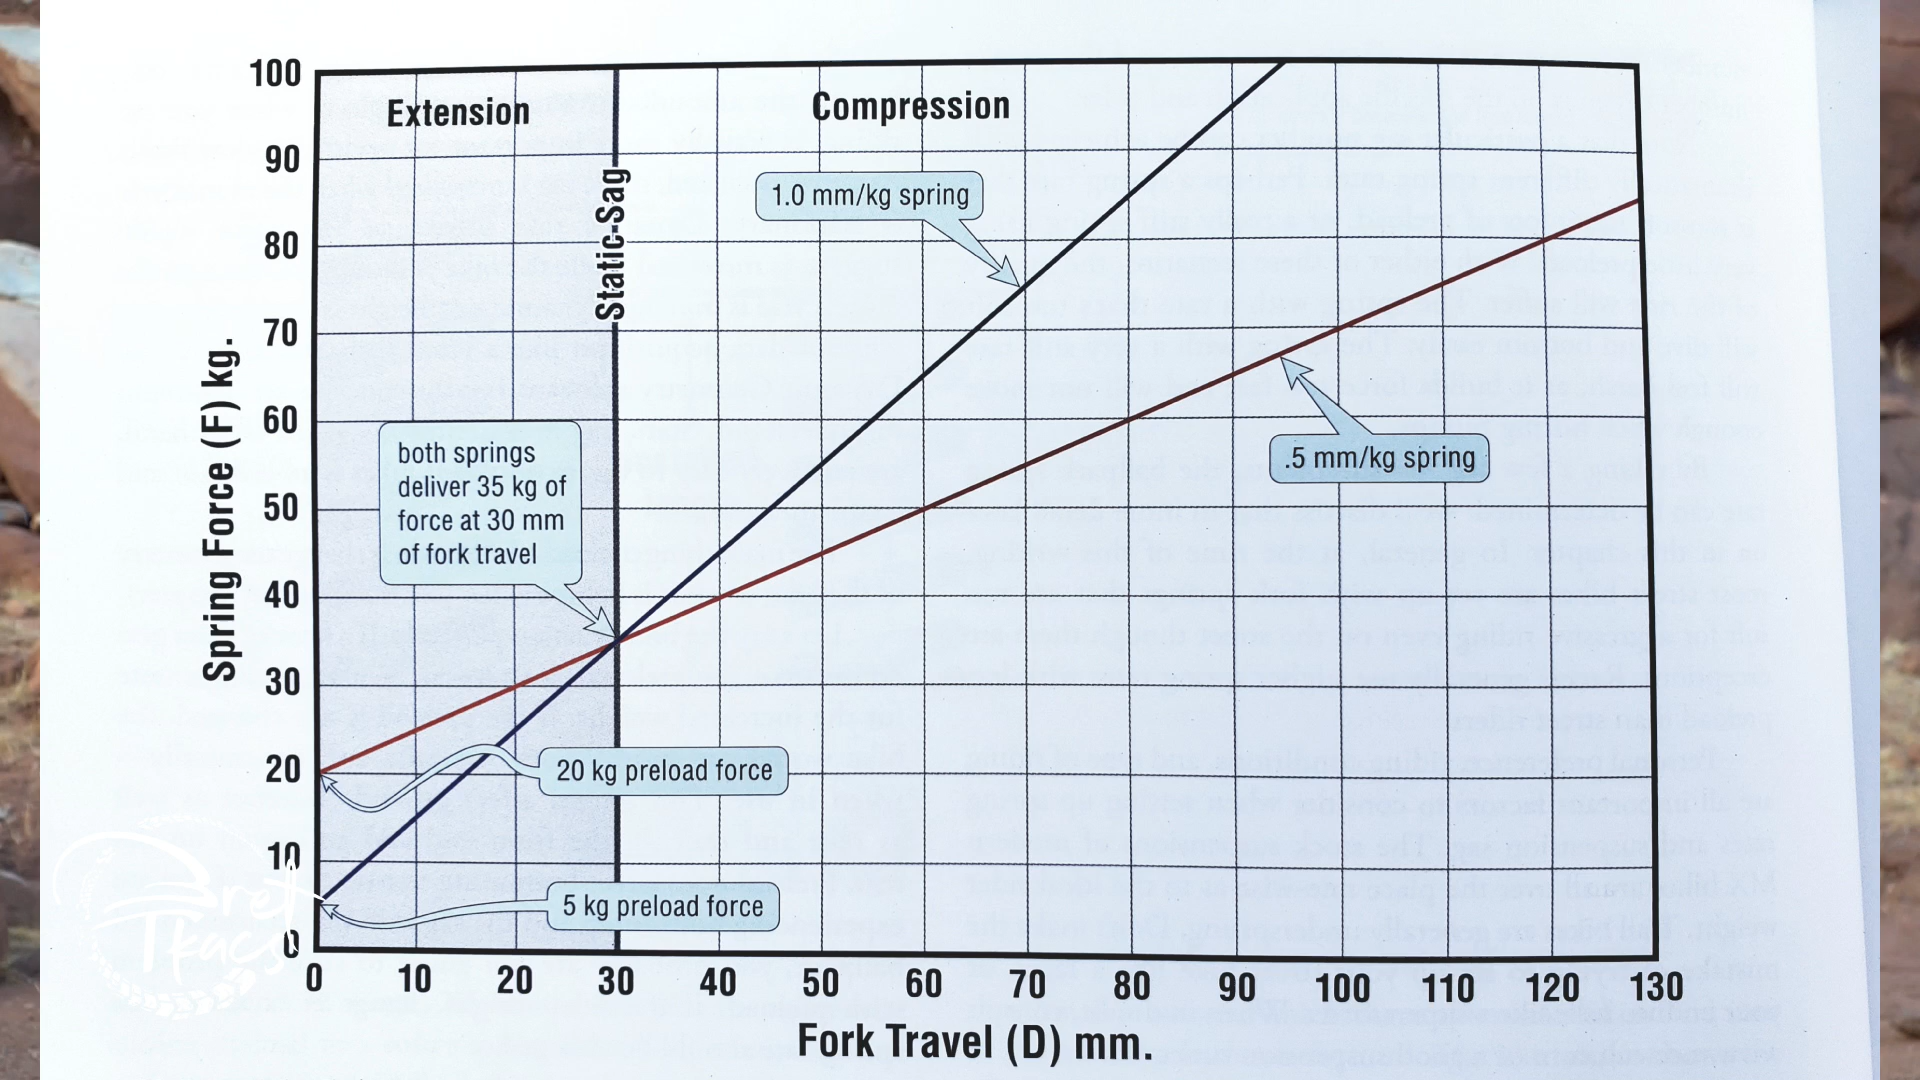 100
90
80
70
60
50
40
30
20
10
0
Spring Force (F) kg.
Extension
Compression
Static-Sag
1.0 mm/kg spring
.5 mm/kg spring
both springs
deliver 35 kg of
force at 30 mm
of fork travel
20 kg preload force
5 kg preload force
0 10 20 30 40 50 60 70 80 90 100 110 120 130
Fork Travel (D) mm.
Bret
Tkacs